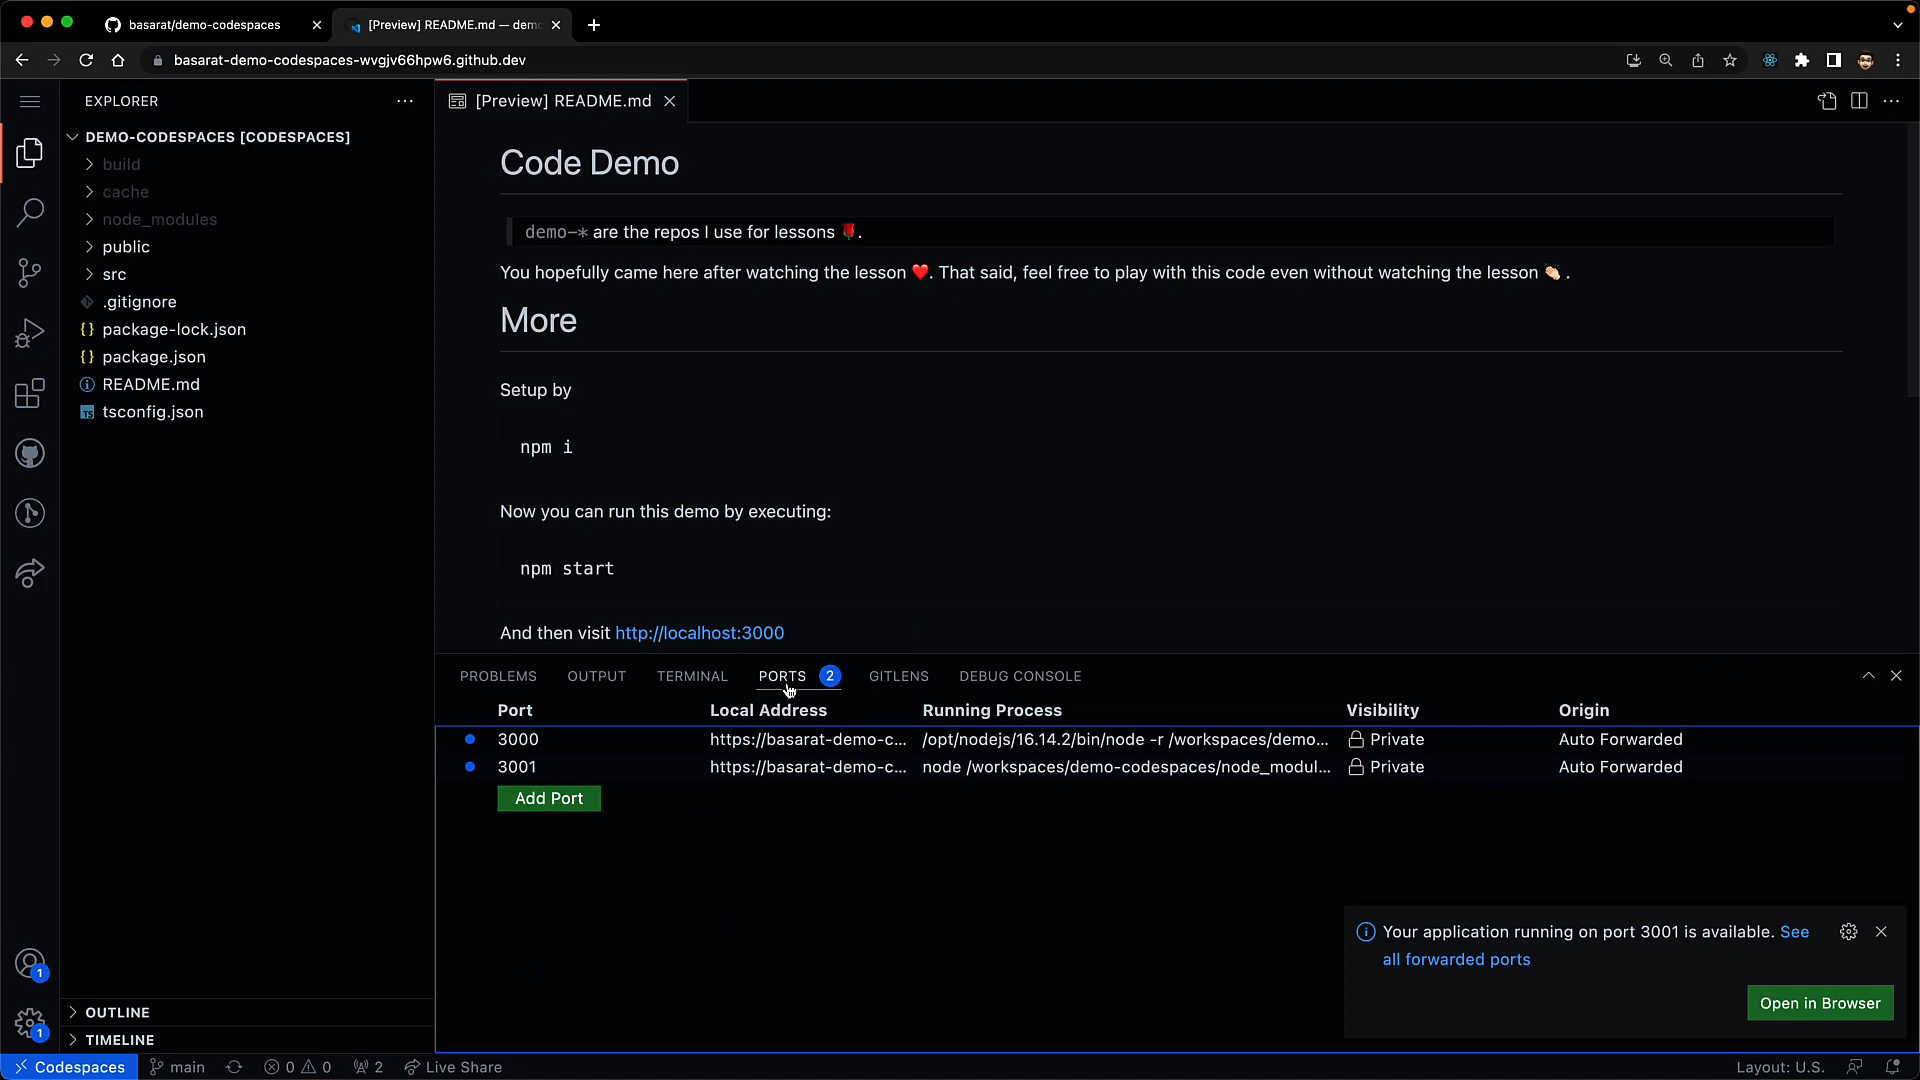 basarat/demo-codespaces
[Preview] README.md — dem
basarat-demo-codespaces-wvgjv66hpw6.github.dev
EXPLORER
[Preview] README.md
DEMO-CODESPACES [CODESPACES]
build
cache
node_modules
public
src
.gitignore
package-lock.json
package.json
README.md
tsconfig.json
Code Demo
demo-* are the repos I use for lessons 🌹.
You hopefully came here after watching the lesson ❤️. That said, feel free to play with this code even without watching the lesson 👏🏻 .
More
Setup by
npm i
Now you can run this demo by executing:
npm start
And then visit http://localhost:3000
PROBLEMS OUTPUT TERMINAL PORTS 2 GITLENS DEBUG CONSOLE
Port Local Address Running Process Visibility Origin
3000 https://basarat-demo-c... /opt/nodejs/16.14.2/bin/node -r /workspaces/demo... Private Auto Forwarded
3001 https://basarat-demo-c... node /workspaces/demo-codespaces/node_modul... Private Auto Forwarded
Add Port
Your application running on port 3001 is available. See
all forwarded ports
Open in Browser
1
1
OUTLINE
TIMELINE
Codespaces main 0 0 2 Live Share Layout: U.S.